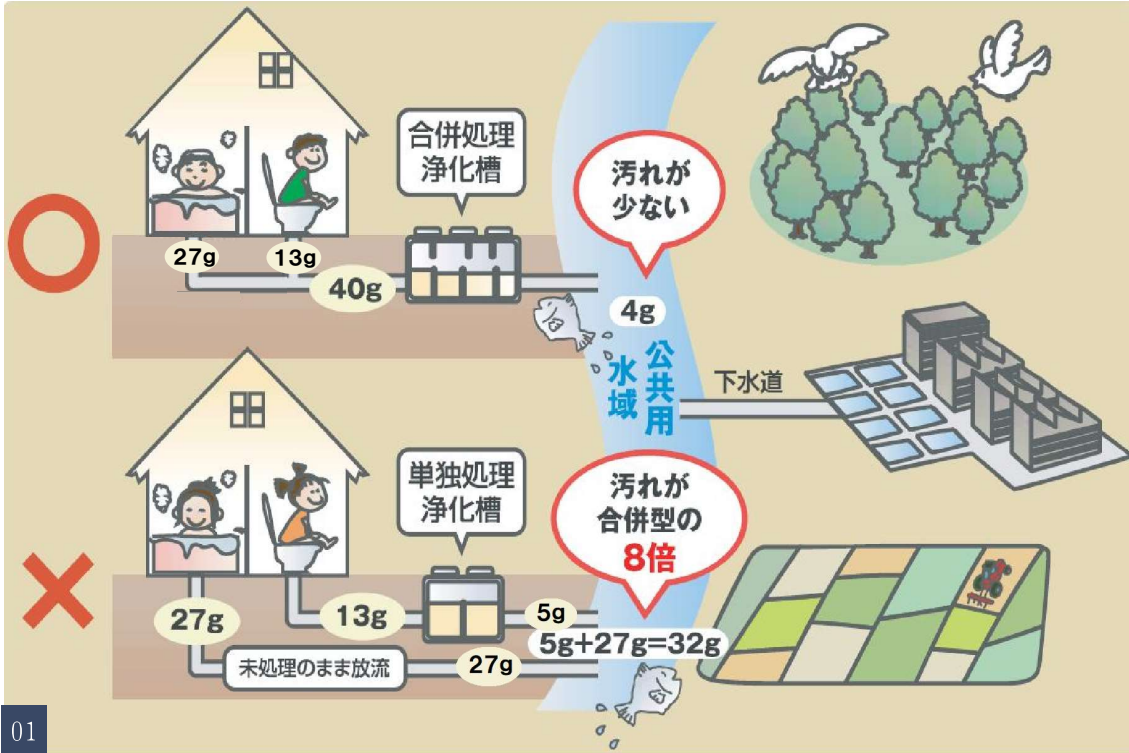 合併処理
浄化槽
汚れが
少ない
27g
13g
40g
4g
公共用
水域
下水道
単独処理
浄化槽
汚れが
合併型の
8倍
27g
13g
5g
5g+27g=32g
未処理のまま放流
27g
01